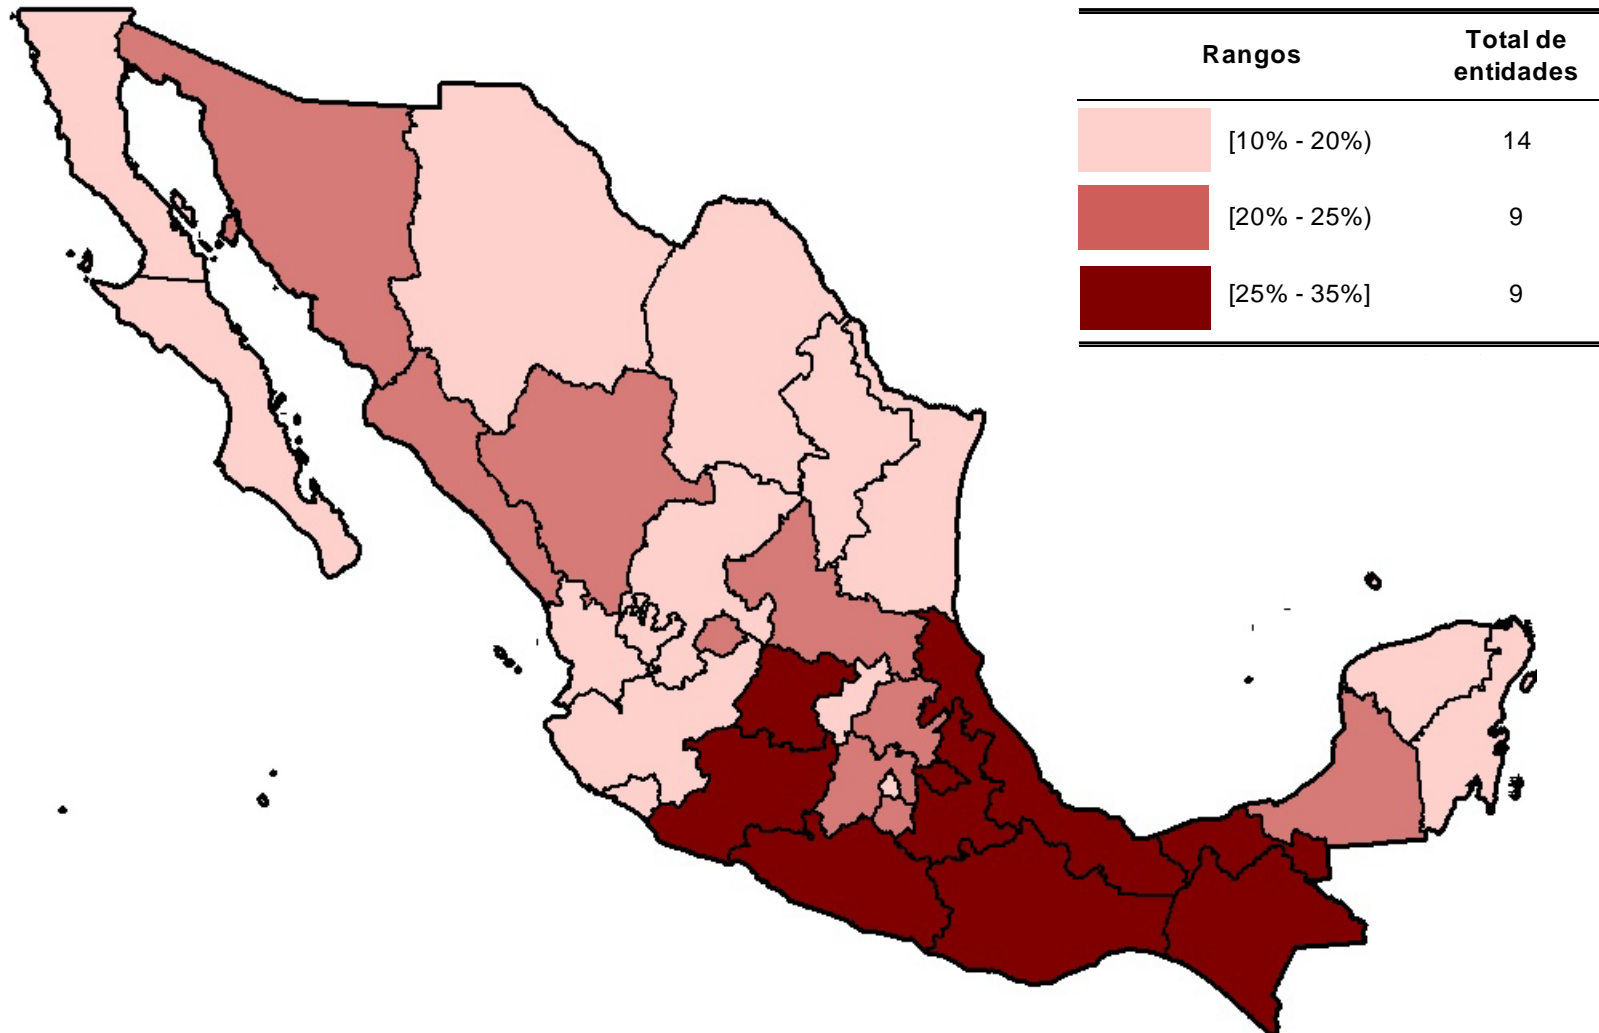 Rangos
Total de
entidades
[10% - 20%) 14
[20% - 25%) 9
[25% - 35%] 9